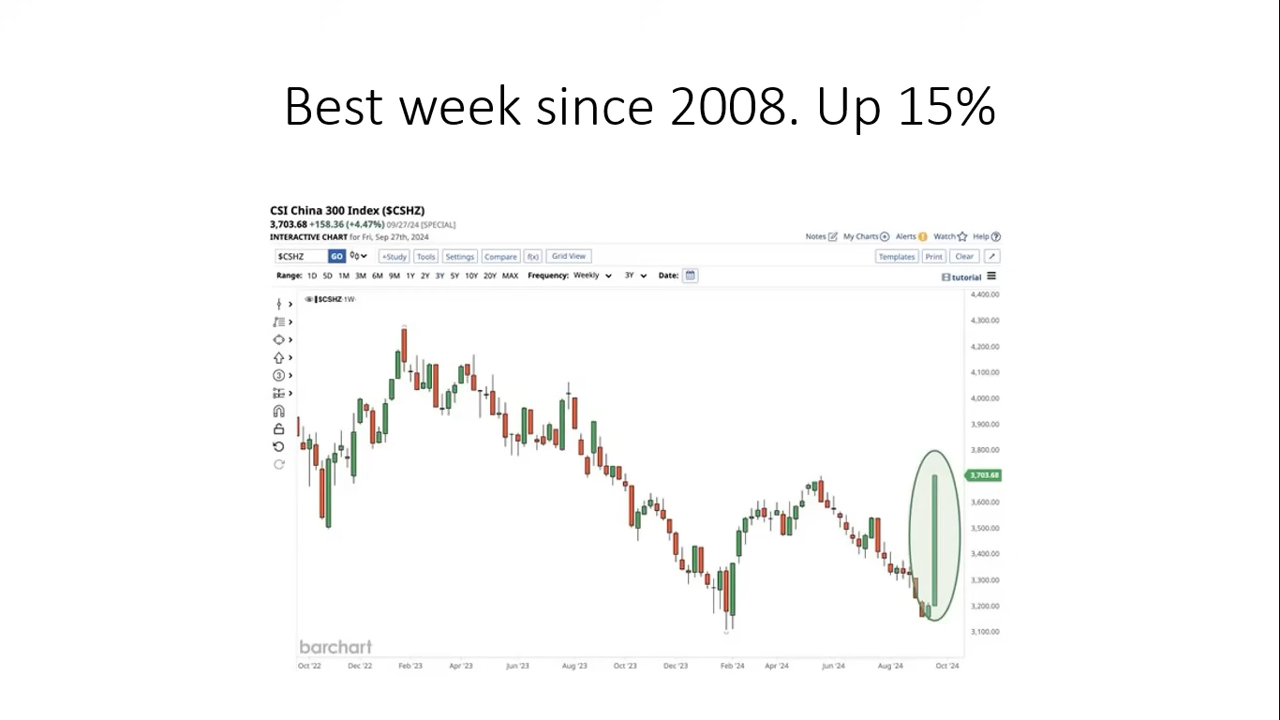 Best week since 2008. Up 15%
CSI China 300 Index ($CSHZ)
3,703.68 +158.36 (+4.47%) 09/27/24 [SPECIAL]
INTERACTIVE CHART for Fri, Sep 27th, 2024
Notes My Charts Alerts Watch Help
$CSHZ GO +Study Tools Settings Compare f(x) Grid View Templates Print Clear
Range: 1D 5D 1M 3M 6M 9M 1Y 2Y 3Y 5Y 10Y 20Y MAX Frequency: Weekly 3Y Date: tutorial
$CSHZ·1W·
4,400.00
4,300.00
4,200.00
4,100.00
4,000.00
3,900.00
3,800.00
3,703.68
3,600.00
3,500.00
3,400.00
3,300.00
3,200.00
3,100.00
barchart
Oct '22 Dec '22 Feb '23 Apr '23 Jun '23 Aug '23 Oct '23 Dec '23 Feb '24 Apr '24 Jun '24 Aug '24 Oct '24